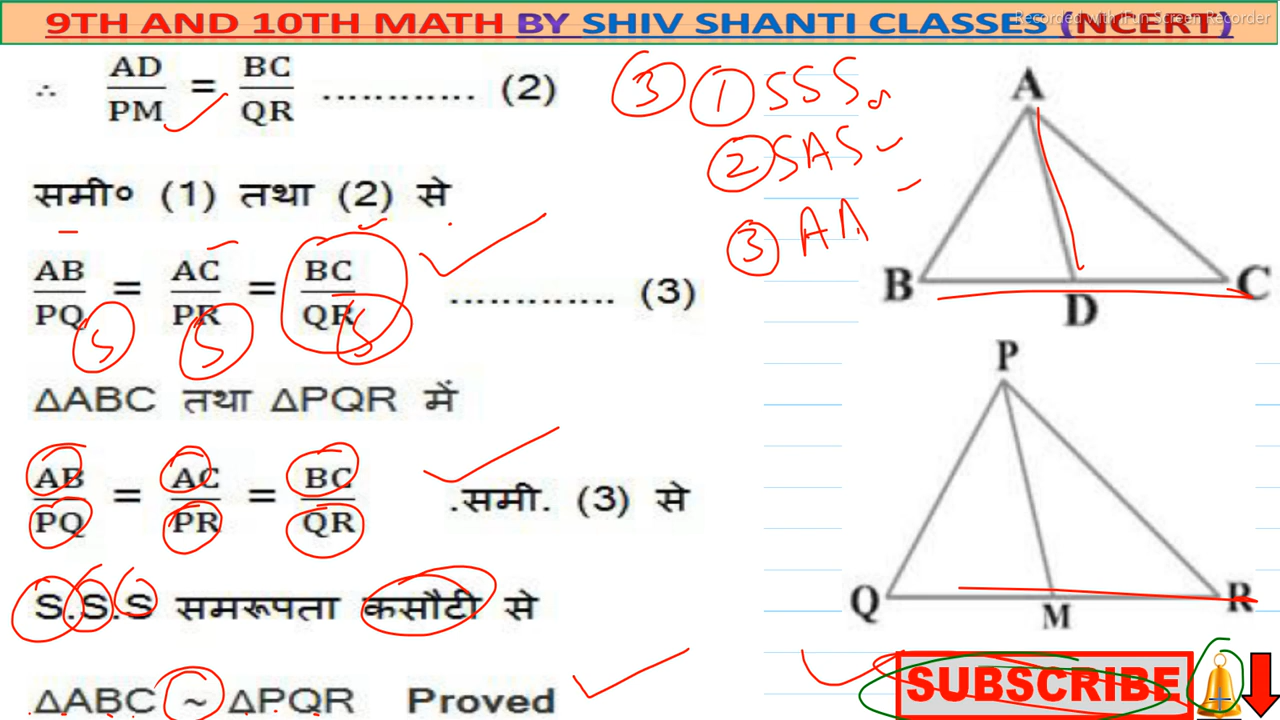 9TH AND 10TH MATH BY SHIV SHANTI CLASSES (NCERT)
Recorded with iFun Screen Recorder
∴ AD/PM = BC/QR ............ (2)
समी० (1) तथा (2) से
AB/PQ = AC/PR = BC/QR ............. (3)
S S S
ΔABC तथा ΔPQR में
AB/PQ = AC/PR = BC/QR .समी. (3) से
S.S.S समरूपता कसौटी से
ΔABC ~ ΔPQR Proved
3 1 SSS
2 SAS
3 AA
A
B D C
P
Q M R
SUBSCRIBE